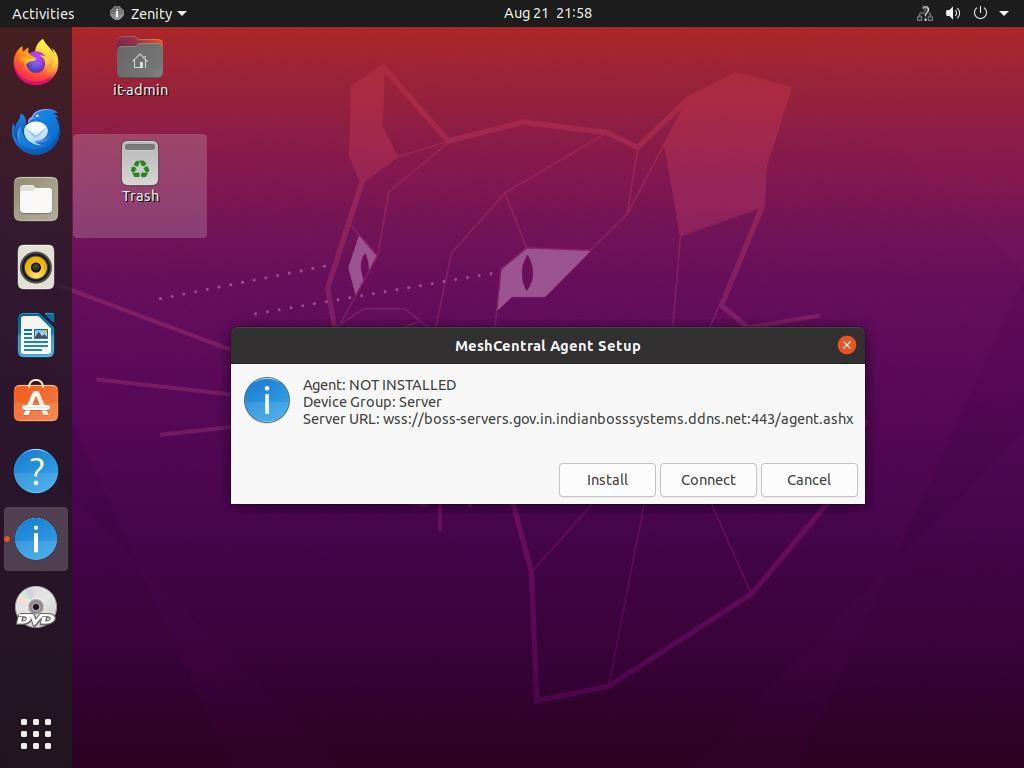 Activities
Zenity
Aug 21 21:58
it-admin
Trash
MeshCentral Agent Setup
Agent: NOT INSTALLED
Device Group: Server
Server URL: wss://boss-servers.gov.in.indianbosssystems.ddns.net:443/agent.ashx
Install
Connect
Cancel
DVD